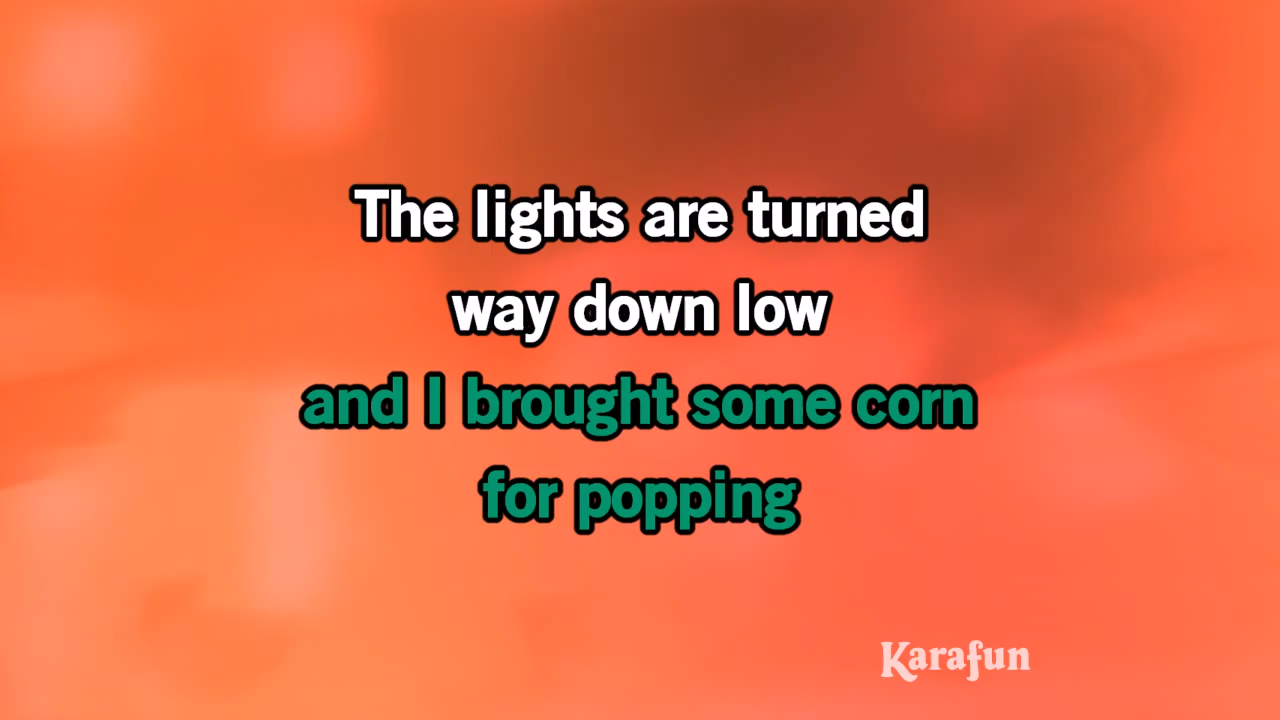 The lights are turned
way down low
and I brought some corn
for popping
Karafun